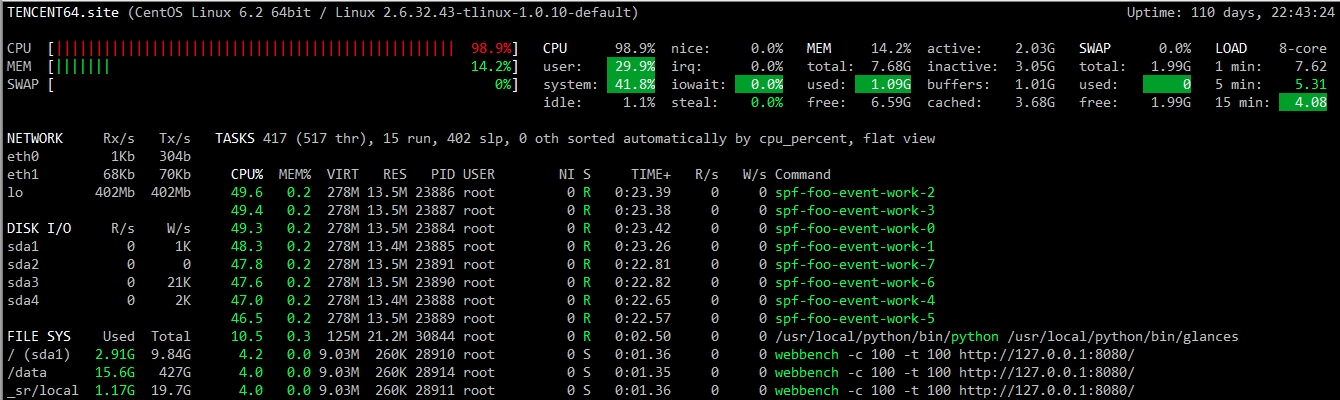 TENCENT64.site (CentOS Linux 6.2 64bit / Linux 2.6.32.43-tlinux-1.0.10-default) Uptime: 110 days, 22:43:24
CPU [|||||||||||||||||||||||||||||||||||||||||||||||||| 98.9%] CPU 98.9% nice: 0.0% MEM 14.2% active: 2.03G SWAP 0.0% LOAD 8-core
MEM [||||||| 14.2%] user: 29.9% irq: 0.0% total: 7.68G inactive: 3.05G total: 1.99G 1 min: 7.62
SWAP [ 0%] system: 41.8% iowait: 0.0% used: 1.09G buffers: 1.01G used: 0 5 min: 5.31
idle: 1.1% steal: 0.0% free: 6.59G cached: 3.68G free: 1.99G 15 min: 4.08
NETWORK Rx/s Tx/s TASKS 417 (517 thr), 15 run, 402 slp, 0 oth sorted automatically by cpu_percent, flat view
eth0 1Kb 304b
eth1 68Kb 70Kb CPU% MEM% VIRT RES PID USER NI S TIME+ R/s W/s Command
lo 402Mb 402Mb 49.6 0.2 278M 13.5M 23886 root 0 R 0:23.39 0 0 spf-foo-event-work-2
49.4 0.2 278M 13.5M 23887 root 0 R 0:23.38 0 0 spf-foo-event-work-3
DISK I/O R/s W/s 49.3 0.2 278M 13.5M 23884 root 0 R 0:23.42 0 0 spf-foo-event-work-0
sda1 0 1K 48.3 0.2 278M 13.4M 23885 root 0 R 0:23.26 0 0 spf-foo-event-work-1
sda2 0 0 47.8 0.2 278M 13.5M 23891 root 0 R 0:22.81 0 0 spf-foo-event-work-7
sda3 0 21K 47.6 0.2 278M 13.5M 23890 root 0 R 0:22.82 0 0 spf-foo-event-work-6
sda4 0 2K 47.0 0.2 278M 13.4M 23888 root 0 R 0:22.65 0 0 spf-foo-event-work-4
46.5 0.2 278M 13.5M 23889 root 0 R 0:22.57 0 0 spf-foo-event-work-5
FILE SYS Used Total 10.5 0.3 125M 21.2M 30844 root 0 R 0:02.50 0 0 /usr/local/python/bin/python /usr/local/python/bin/glances
/ (sda1) 2.91G 9.84G 4.2 0.0 9.03M 260K 28910 root 0 S 0:01.36 0 0 webbench -c 100 -t 100 http://127.0.0.1:8080/
/data 15.6G 427G 4.0 0.0 9.03M 260K 28914 root 0 S 0:01.35 0 0 webbench -c 100 -t 100 http://127.0.0.1:8080/
_sr/local 1.17G 19.7G 4.0 0.0 9.03M 260K 28911 root 0 S 0:01.36 0 0 webbench -c 100 -t 100 http://127.0.0.1:8080/